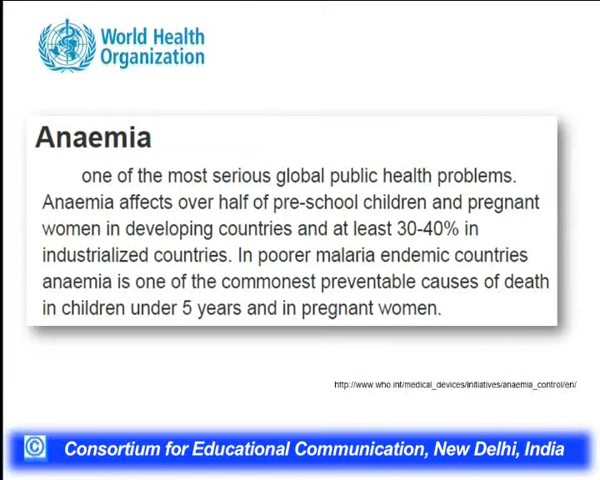 World Health
Organization
Anaemia
one of the most serious global public health problems.
Anaemia affects over half of pre-school children and pregnant
women in developing countries and at least 30-40% in
industrialized countries. In poorer malaria endemic countries
anaemia is one of the commonest preventable causes of death
in children under 5 years and in pregnant women.
http://www.who.int/medical_devices/initiatives/anaemia_control/en/
© Consortium for Educational Communication, New Delhi, India